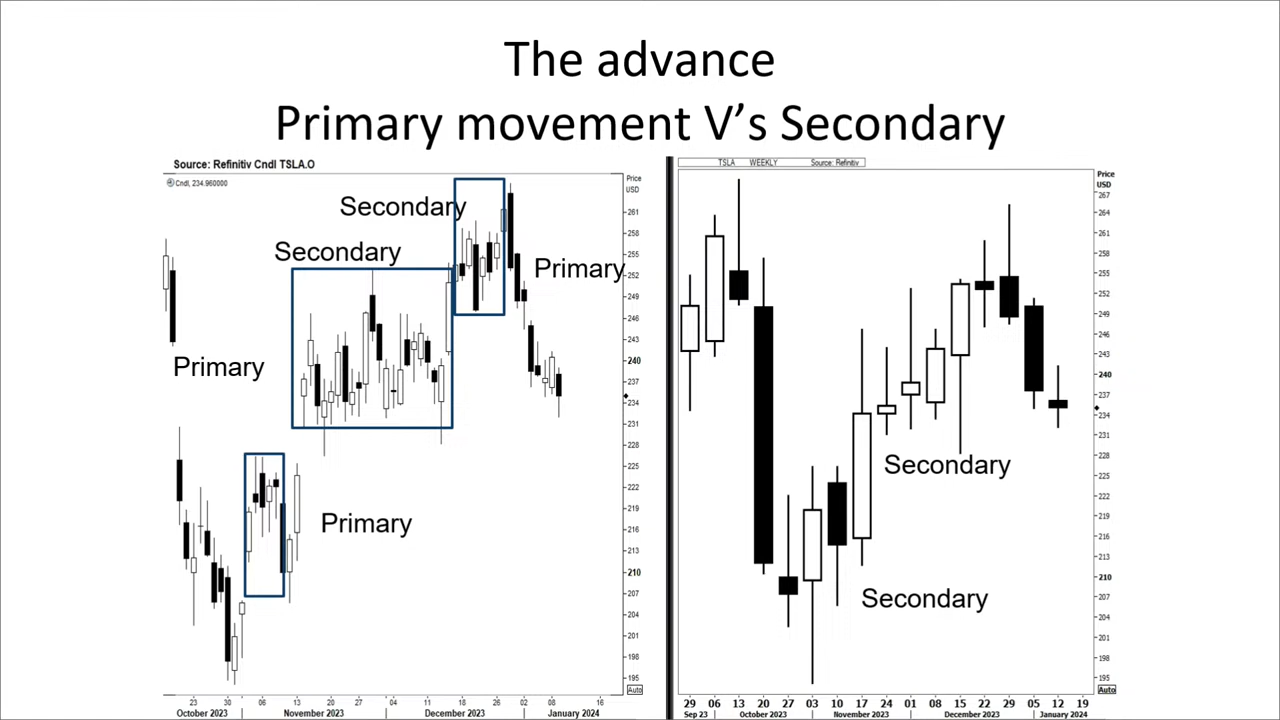 The advance
Primary movement V’s Secondary
Source: Refinitiv Cndl TSLA.O
Cndl, 234.960000
Price
USD
Secondary
Secondary
Primary
Primary
Primary
261
258
255
252
249
246
243
240
237
234
231
228
225
222
219
216
213
210
207
204
201
198
195
Auto
23 30 06 13 20 27 04 11 18 26 02 08 16
October 2023 November 2023 December 2023 January 2024
TSLA WEEKLY Source: Refinitiv
Price
USD
267
264
261
258
255
252
249
246
243
240
237
234
231
228
225
222
219
216
213
210
207
204
201
198
195
Auto
Secondary
Secondary
29 06 13 20 27 03 10 17 24 01 08 15 22 29 05 12 19
Sep 23 October 2023 November 2023 December 2023 January 2024